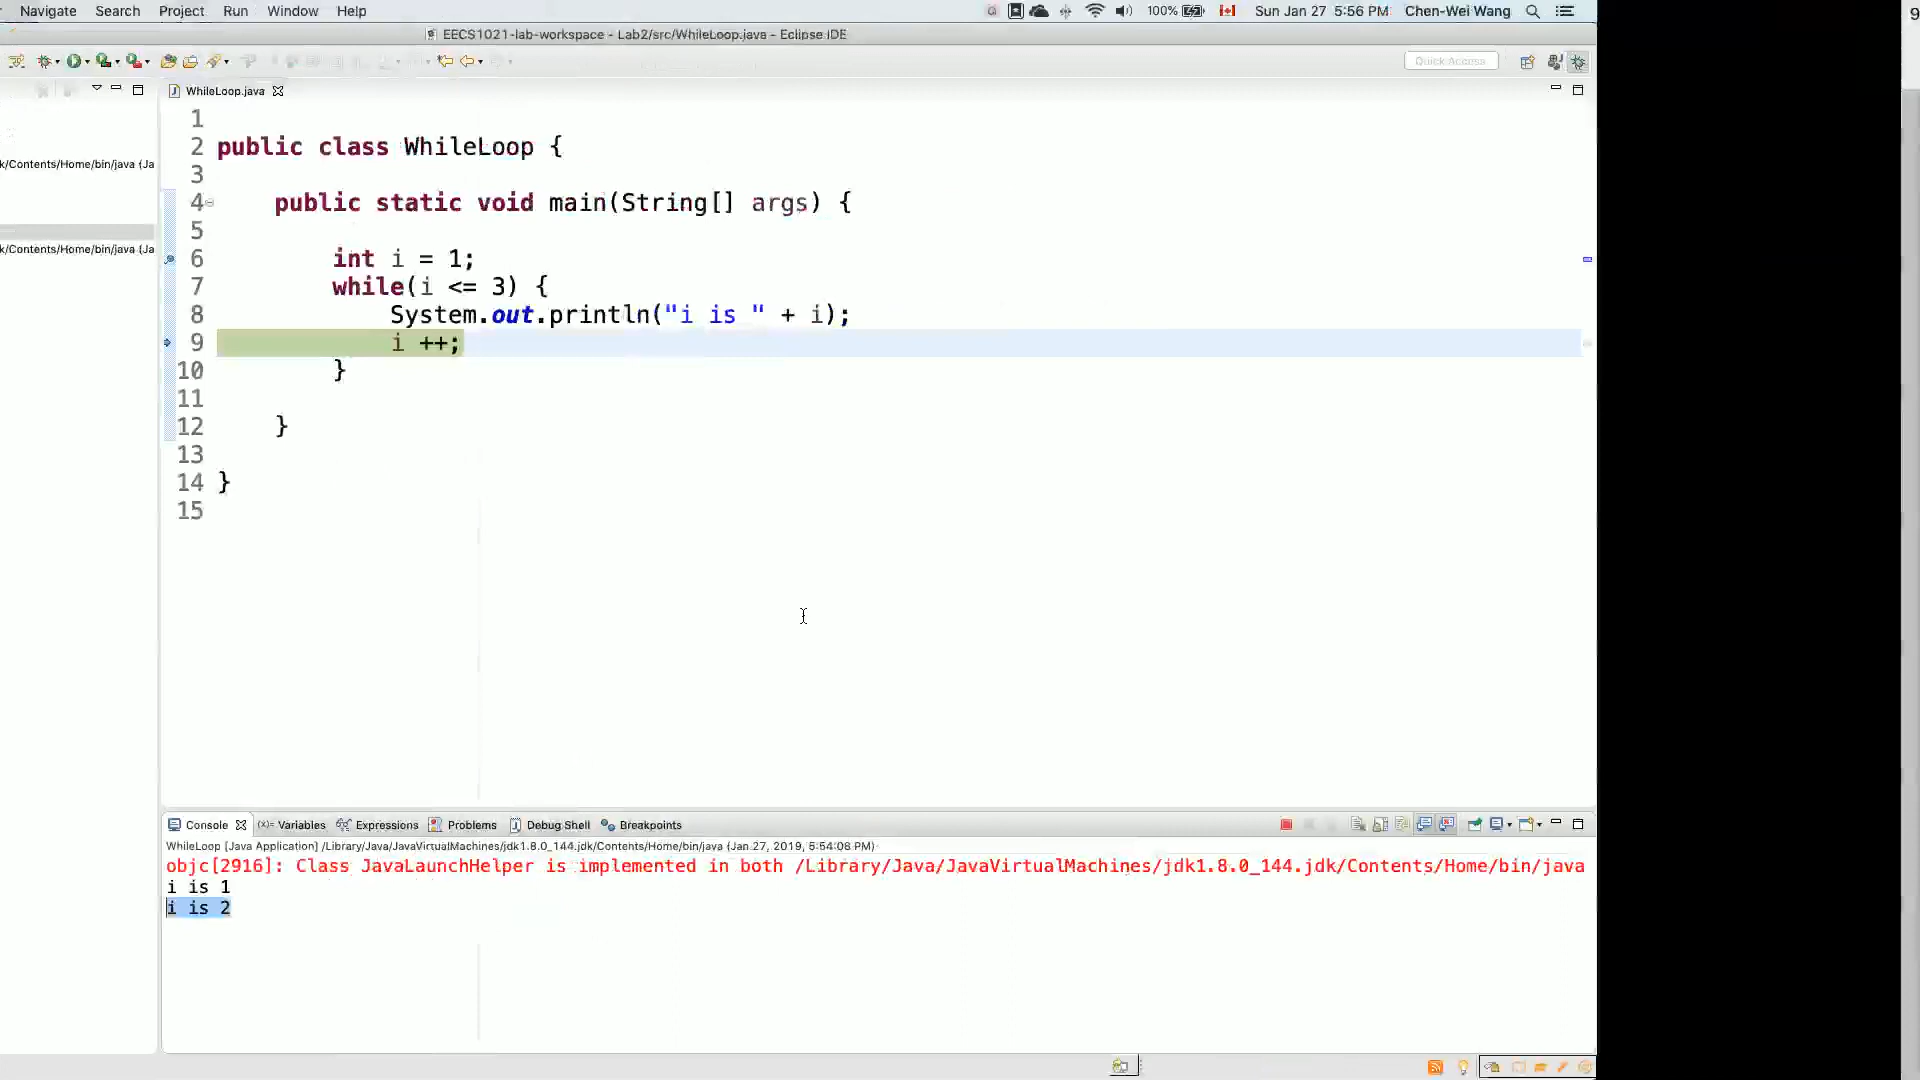 Navigate Search Project Run Window Help 100% Sun Jan 27 5:56 PM Chen-Wei Wang
EECS1021-lab-workspace - Lab2/src/WhileLoop.java - Eclipse IDE
Quick Access
WhileLoop.java
1
2 public class WhileLoop {
3
4 public static void main(String[] args) {
5
6 int i = 1;
7 while(i <= 3) {
8 System.out.println("i is " + i);
9 i ++;
10 }
11
12 }
13
14 }
15
k/Contents/Home/bin/java (Ja
k/Contents/Home/bin/java (Ja
Console Variables Expressions Problems Debug Shell Breakpoints
WhileLoop [Java Application] /Library/Java/JavaVirtualMachines/jdk1.8.0_144.jdk/Contents/Home/bin/java (Jan 27, 2019, 5:54:08 PM)
objc[2916]: Class JavaLaunchHelper is implemented in both /Library/Java/JavaVirtualMachines/jdk1.8.0_144.jdk/Contents/Home/bin/java
i is 1
i is 2
9